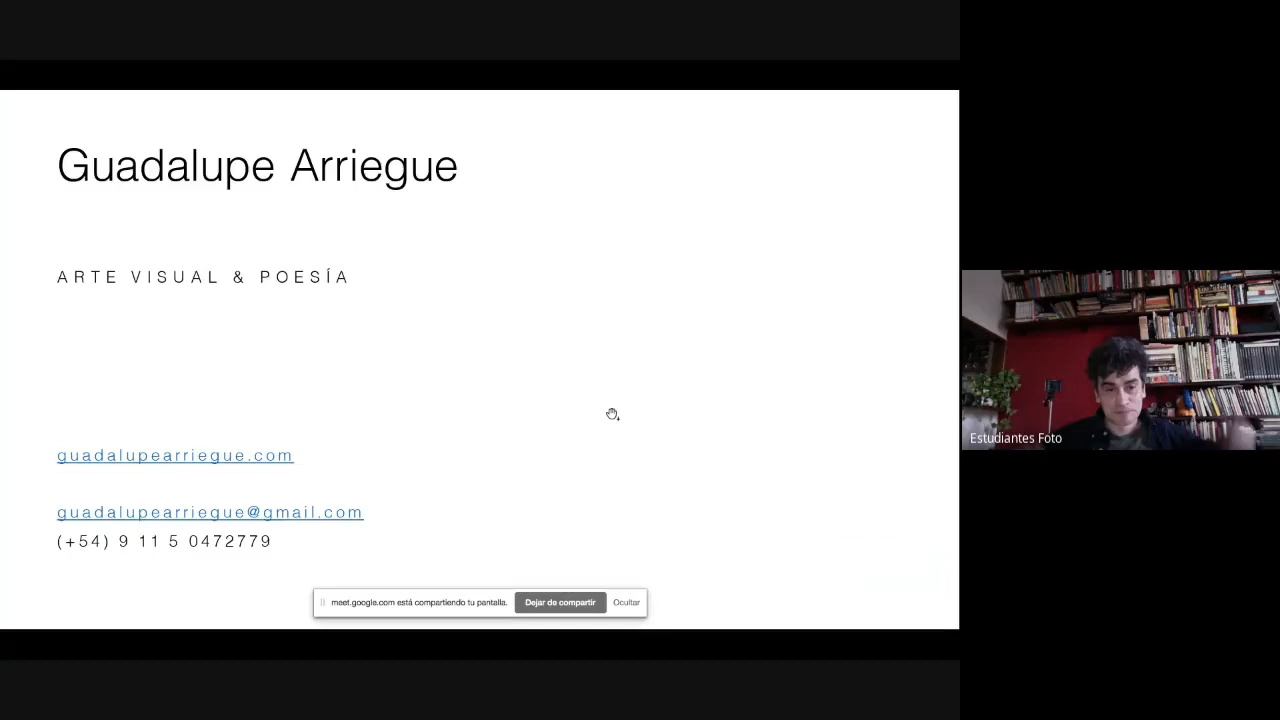 Guadalupe Arriegue
ARTE VISUAL & POESÍA
guadalupearriegue.com
guadalupearriegue@gmail.com
(+54) 9 11 5 0472779
meet.google.com está compartiendo tu pantalla. Dejar de compartir Ocultar
Estudiantes Foto